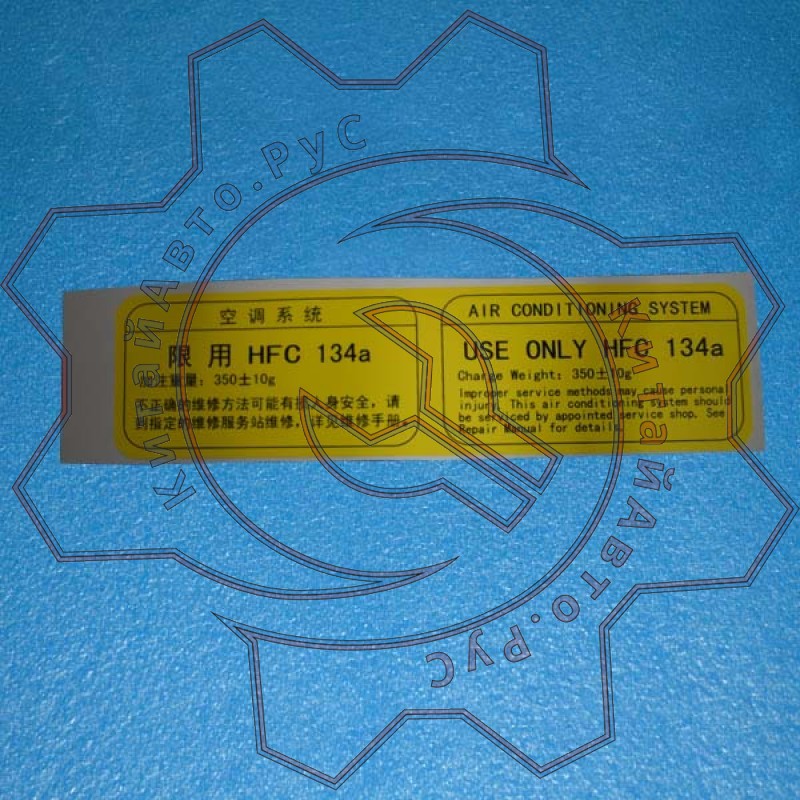 空调系统
限用 HFC 134a
加注重量: 350±10g
不正确的维修方法可能有损人身安全，请
到指定的维修服务站维修，详见维修手册。
AIR CONDITIONING SYSTEM
USE ONLY HFC 134a
Charge Weight: 350±10g
Improper service methods may cause personal
injury. This air conditioning system should
be serviced by appointed service shop. See
Repair Manual for details.
КитайАвто.Рус
КитайАвто.Рус